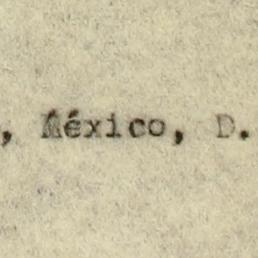 , México, D.